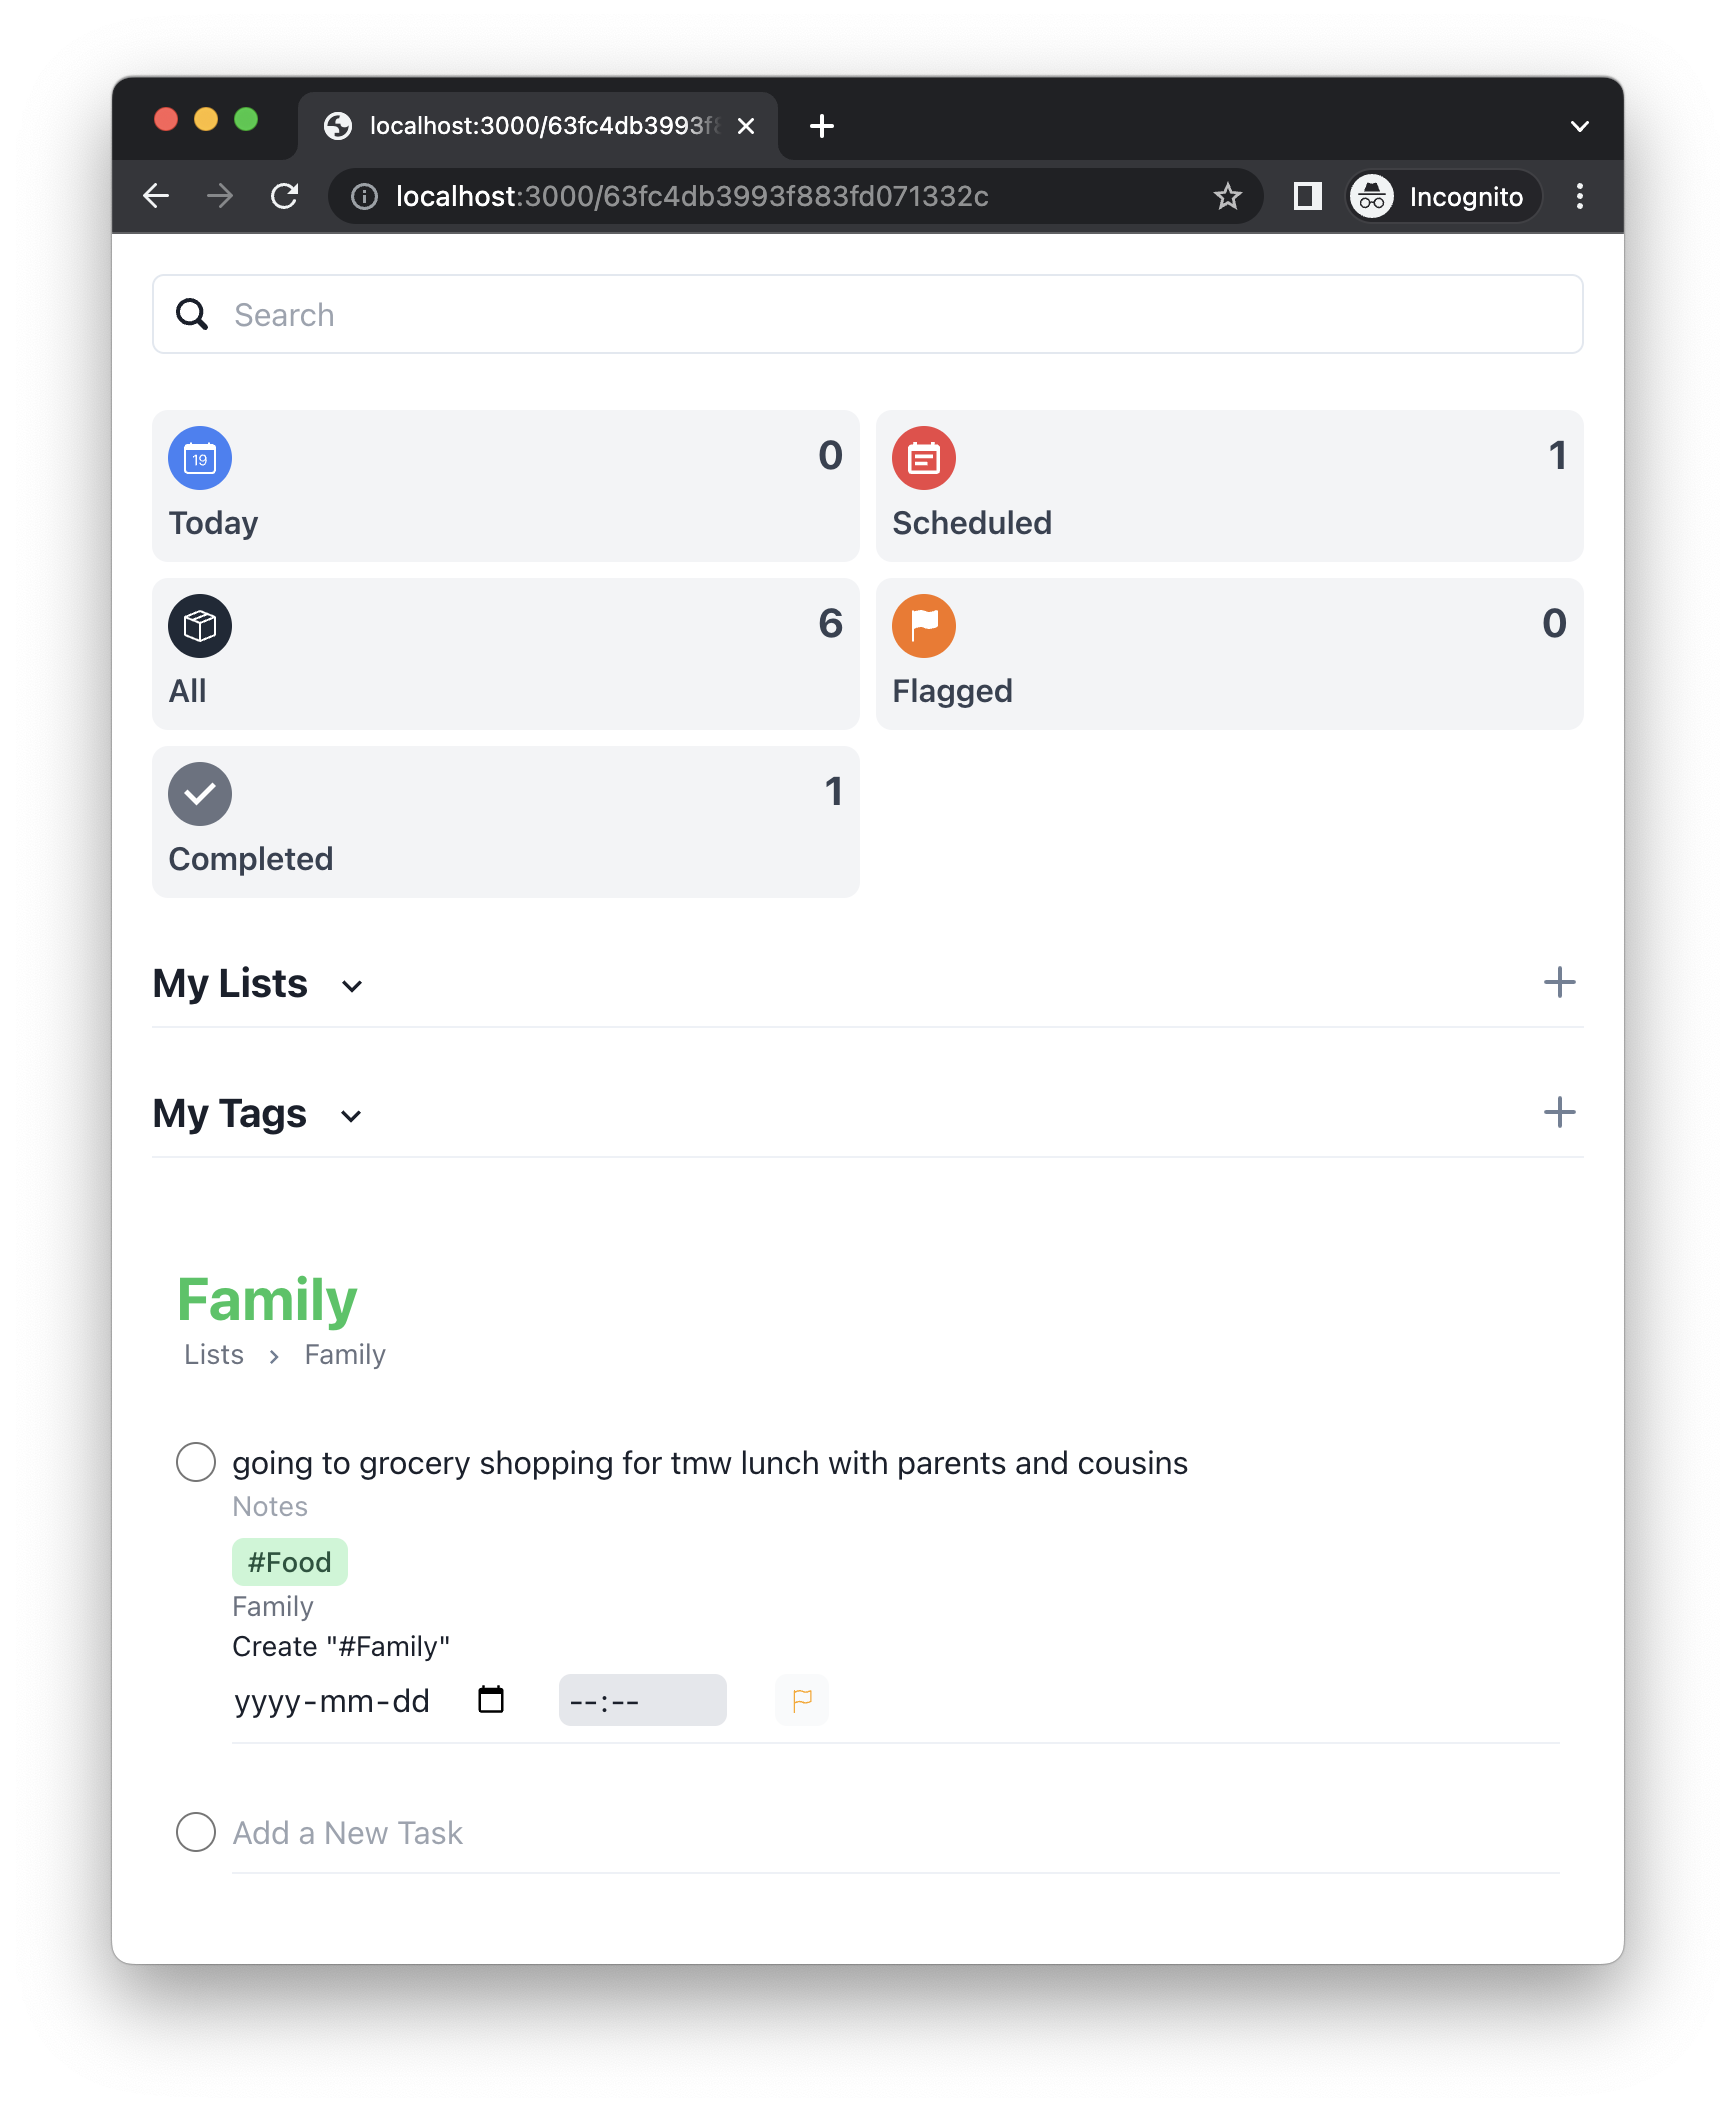 localhost:3000/63fc4db3993f
localhost:3000/63fc4db3993f883fd071332c
Incognito
Search
19
0
Today
1
Scheduled
6
All
0
Flagged
1
Completed
My Lists
My Tags
Family
Lists › Family
going to grocery shopping for tmw lunch with parents and cousins
Notes
#Food
Family
Create "#Family"
yyyy-mm-dd --:--
Add a New Task